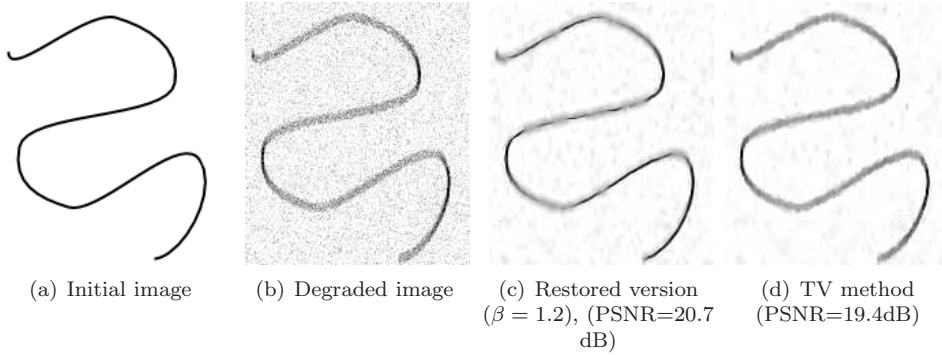 (a) Initial image
(b) Degraded image
(c) Restored version
(β = 1.2), (PSNR=20.7
dB)
(d) TV method
(PSNR=19.4dB)